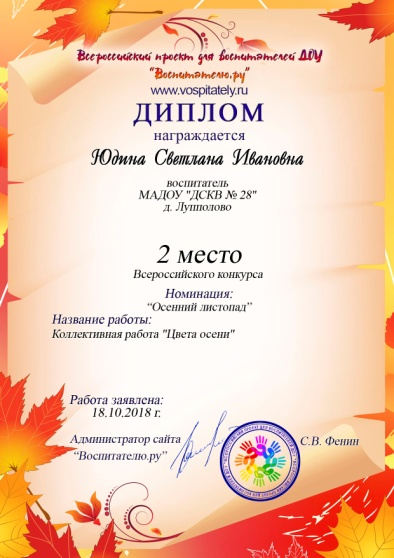 Всероссийский проект для воспитателей ДОУ
"Воспитателю.ру"
www.vospitately.ru
ДИПЛОМ
награждается
Юдина Светлана Ивановна
воспитатель
МАДОУ "ДСКВ № 28"
д. Лупполово
2 место
Всероссийского конкурса
Номинация:
"Осенний листопад"
Название работы:
Коллективная работа "Цвета осени"
Работа заявлена:
18.10.2018 г.
Администратор сайта
"Воспитателю.ру"
С.В. Фенин